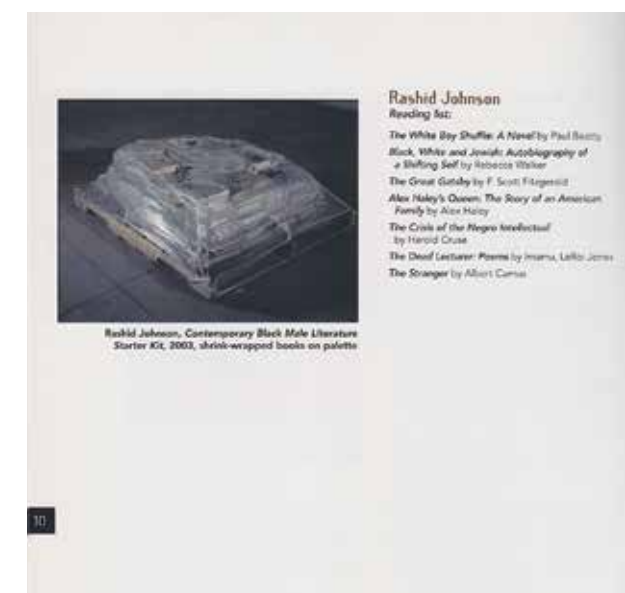 Rashid Johnson
Reading list:
The White Boy Shuffle: A Novel by Paul Beatty
Black, White and Jewish: Autobiography of
a Shifting Self by Rebecca Walker
The Great Gatsby by F. Scott Fitzgerald
Alex Haley's Queen: The Story of an American
Family by Alex Haley
The Crisis of the Negro Intellectual
by Harold Cruse
The Dead Lecturer: Poems by Imamu, LeRoi Jones
The Stranger by Albert Camus
Rashid Johnson, Contemporary Black Male Literature
Starter Kit, 2003, shrink-wrapped books on palette
10